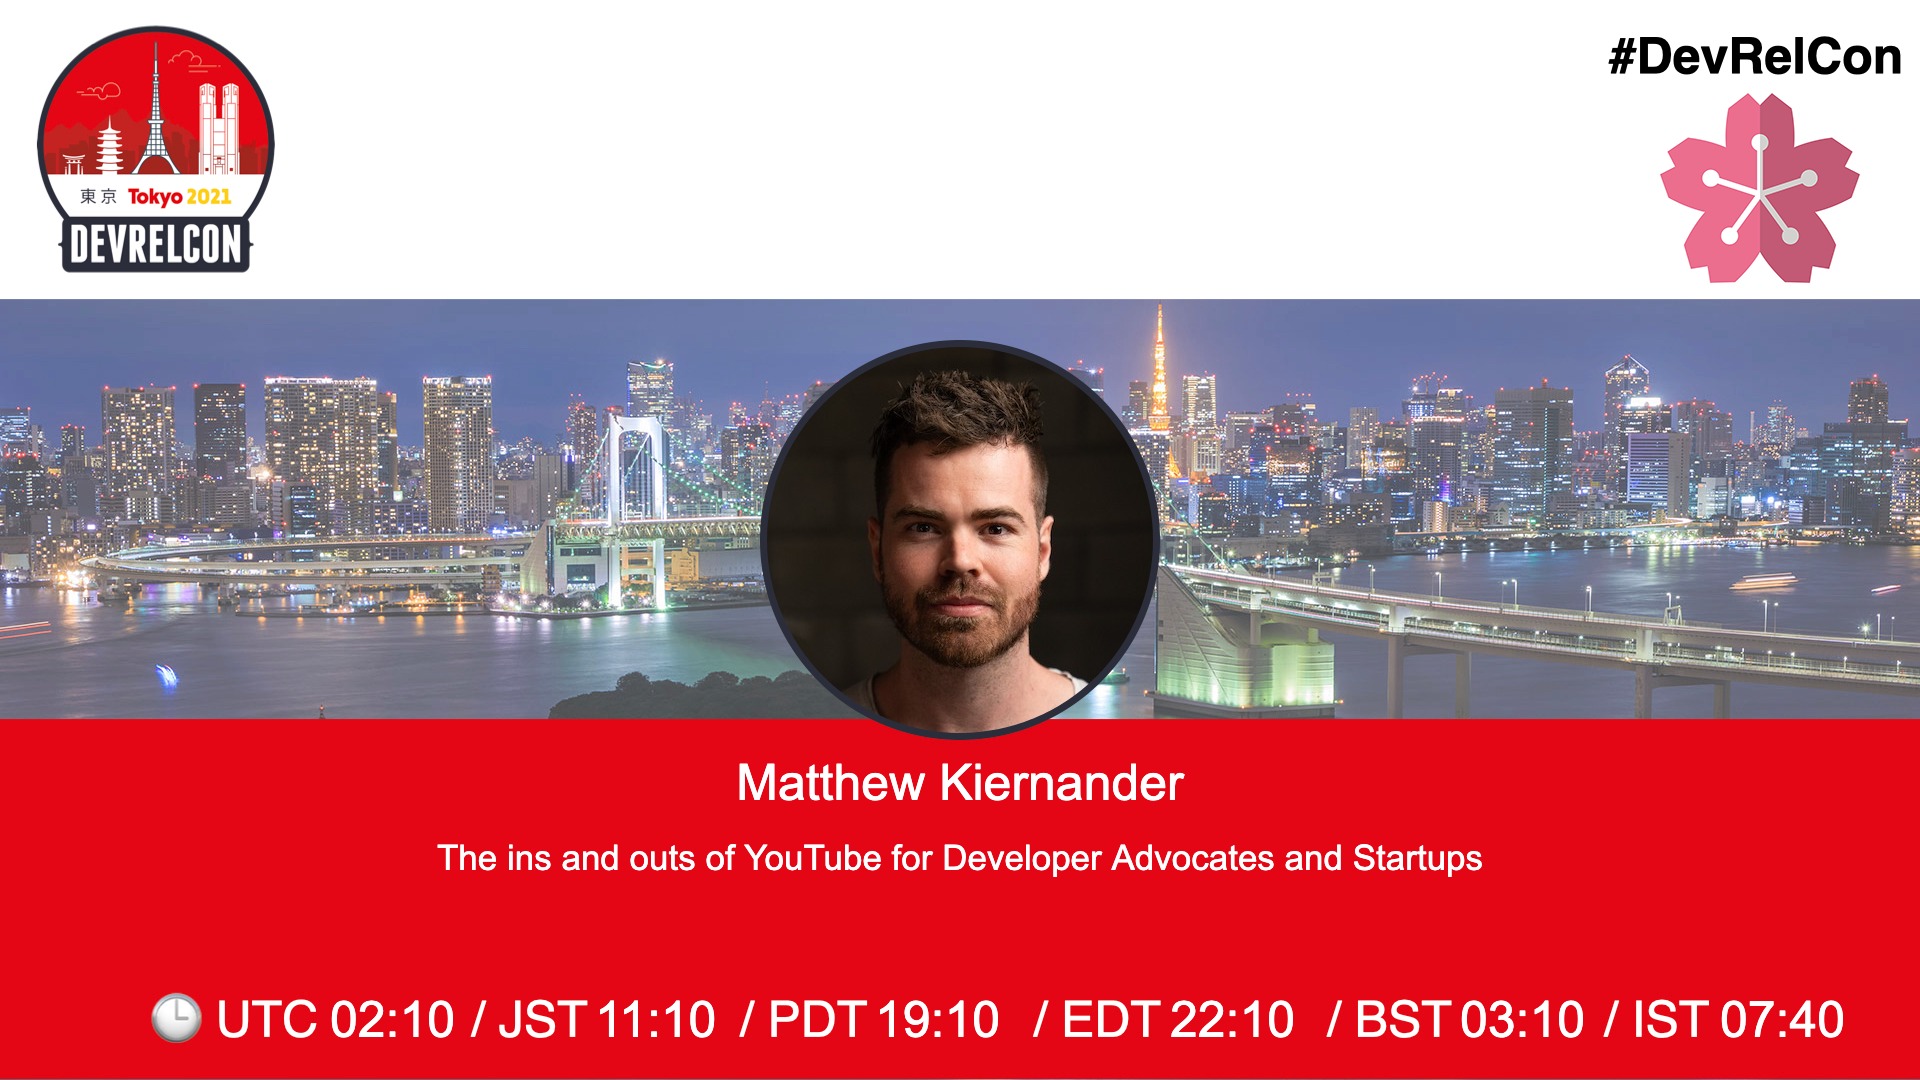 #DevRelCon
東京 Tokyo 2021
DEVRELCON
Matthew Kiernander
The ins and outs of YouTube for Developer Advocates and Startups
UTC 02:10 / JST 11:10 / PDT 19:10 / EDT 22:10 / BST 03:10 / IST 07:40